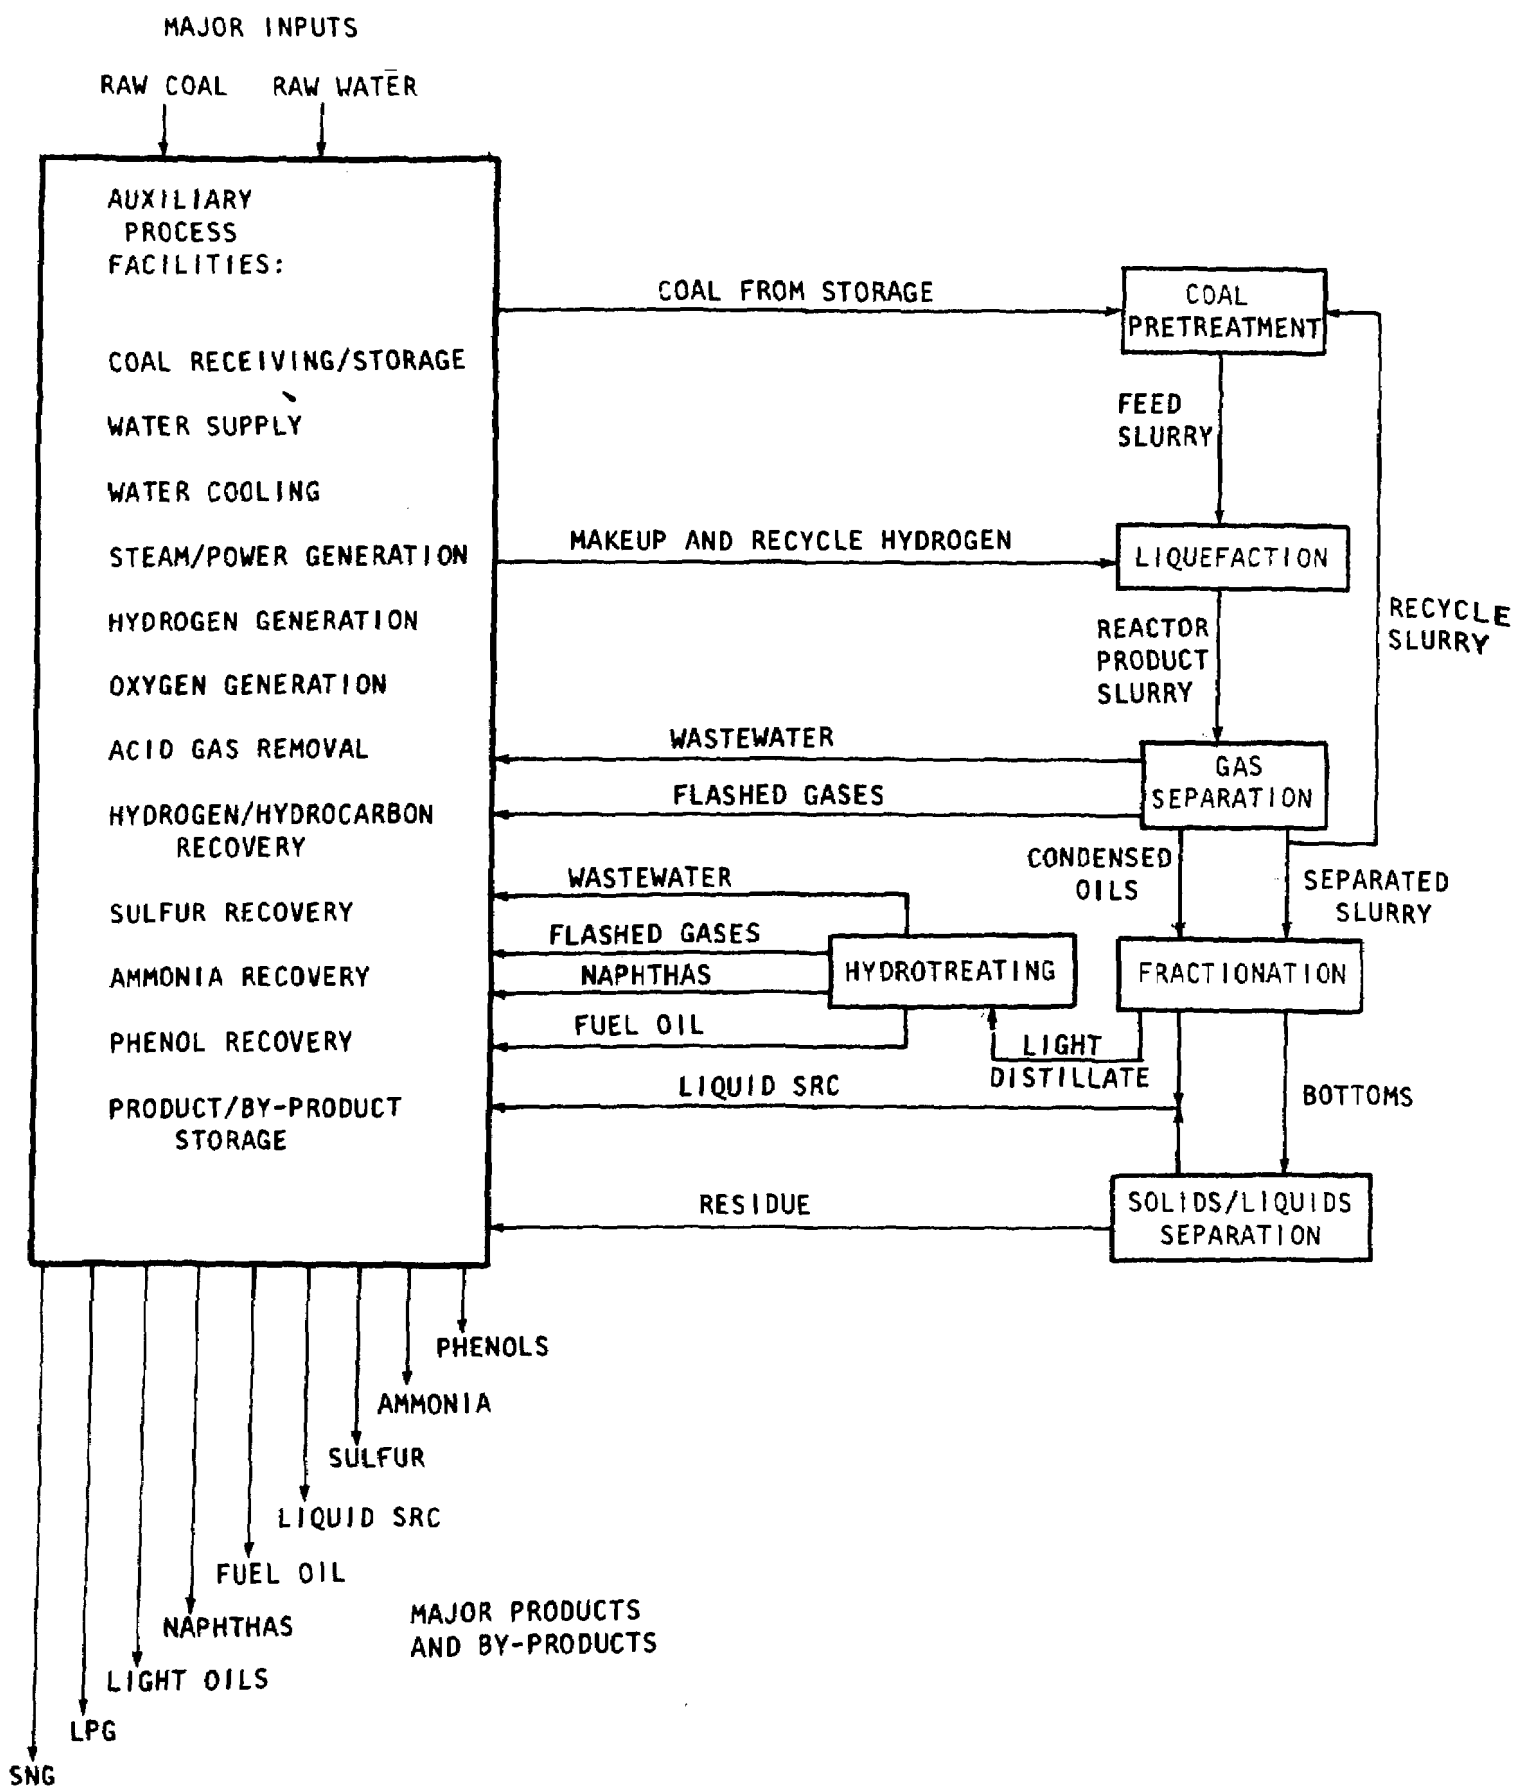 MAJOR INPUTS
RAW COAL
RAW WATER
AUXILIARY
PROCESS
FACILITIES:
COAL RECEIVING/STORAGE
WATER SUPPLY
WATER COOLING
STEAM/POWER GENERATION
HYDROGEN GENERATION
OXYGEN GENERATION
ACID GAS REMOVAL
HYDROGEN/HYDROCARBON
RECOVERY
SULFUR RECOVERY
AMMONIA RECOVERY
PHENOL RECOVERY
PRODUCT/BY-PRODUCT
STORAGE
COAL FROM STORAGE
COAL
PRETREATMENT
FEED
SLURRY
MAKEUP AND RECYCLE HYDROGEN
LIQUEFACTION
RECYCLE
SLURRY
REACTOR
PRODUCT
SLURRY
WASTEWATER
GAS
SEPARATION
FLASHED GASES
CONDENSED
OILS
SEPARATED
SLURRY
WASTEWATER
FLASHED GASES
NAPHTHAS
HYDROTREATING
FRACTIONATION
FUEL OIL
LIGHT
DISTILLATE
LIQUID SRC
BOTTOMS
RESIDUE
SOLIDS/LIQUIDS
SEPARATION
PHENOLS
AMMONIA
SULFUR
LIQUID SRC
FUEL OIL
NAPHTHAS
LIGHT OILS
LPG
SNG
MAJOR PRODUCTS
AND BY-PRODUCTS